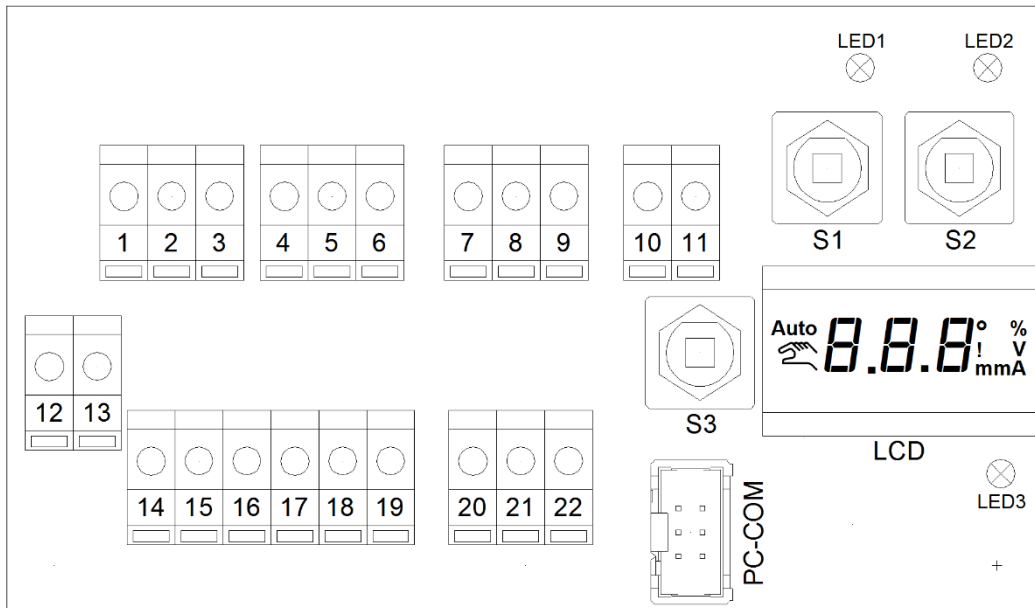 LED1 LED2
1 2 3 4 5 6 7 8 9 10 11
S1 S2
Auto 8.8.8 ° %
! V
mmA
12 13
S3
LCD
14 15 16 17 18 19 20 21 22
LED3
PC-COM